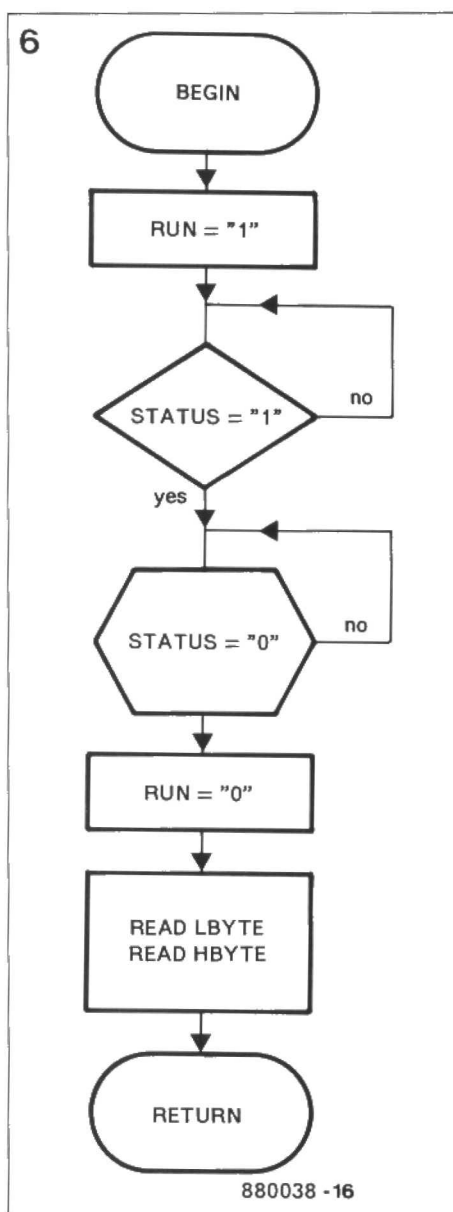 6
BEGIN
RUN = "1"
STATUS = "1"
no
yes
STATUS = "0"
no
RUN = "0"
READ LBYTE
READ HBYTE
RETURN
880038 - 16